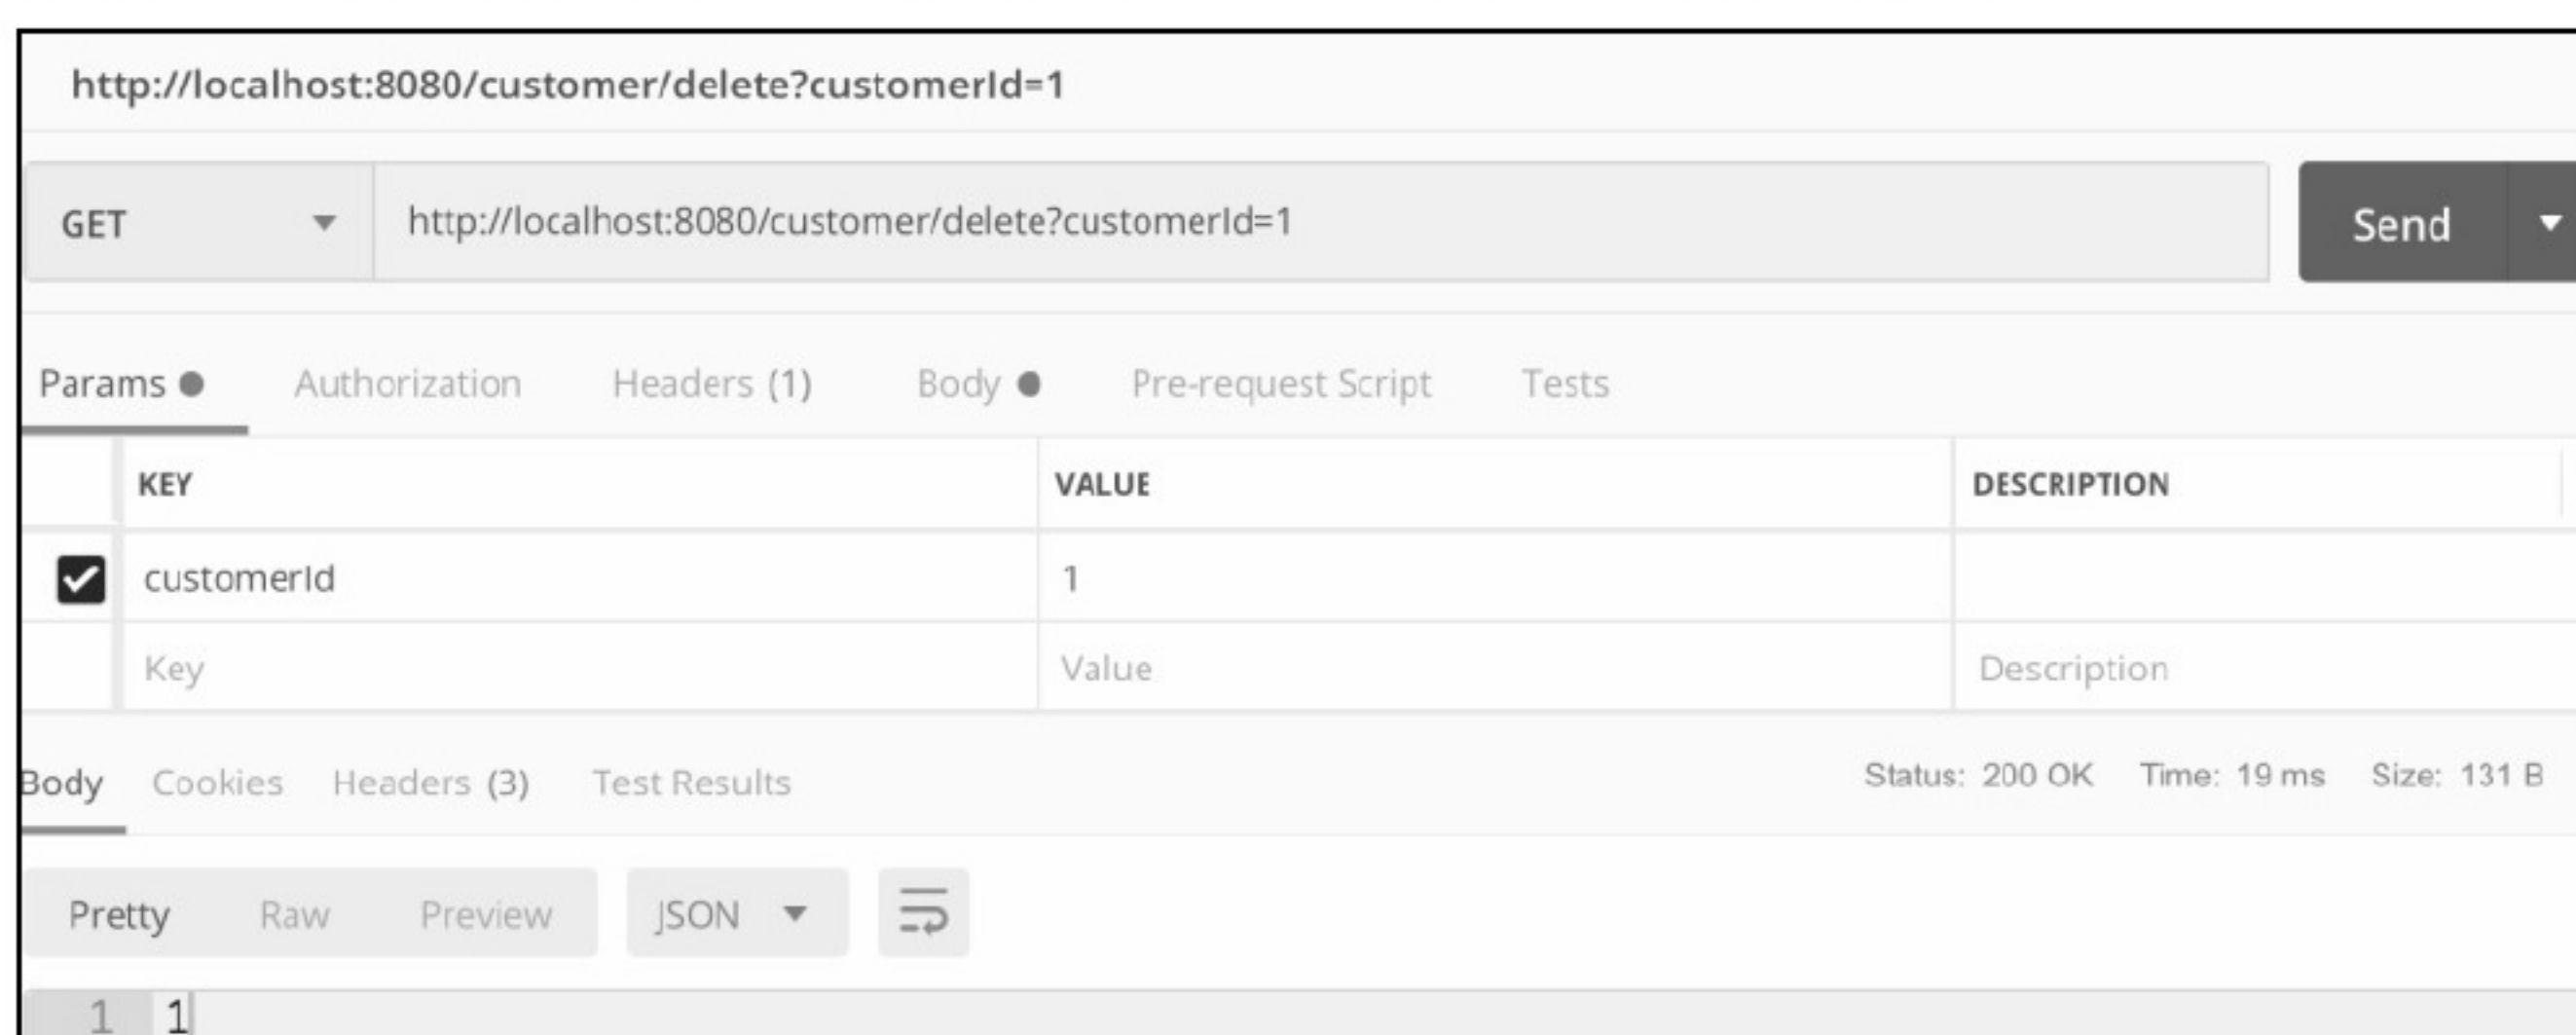 http://localhost:8080/customer/delete?customerId=1
GET http://localhost:8080/customer/delete?customerId=1 Send
Params Authorization Headers (1) Body Pre-request Script Tests
KEY VALUE DESCRIPTION
customerId 1
Key Value Description
Body Cookies Headers (3) Test Results Status: 200 OK Time: 19 ms Size: 131 B
Pretty Raw Preview JSON
1 1